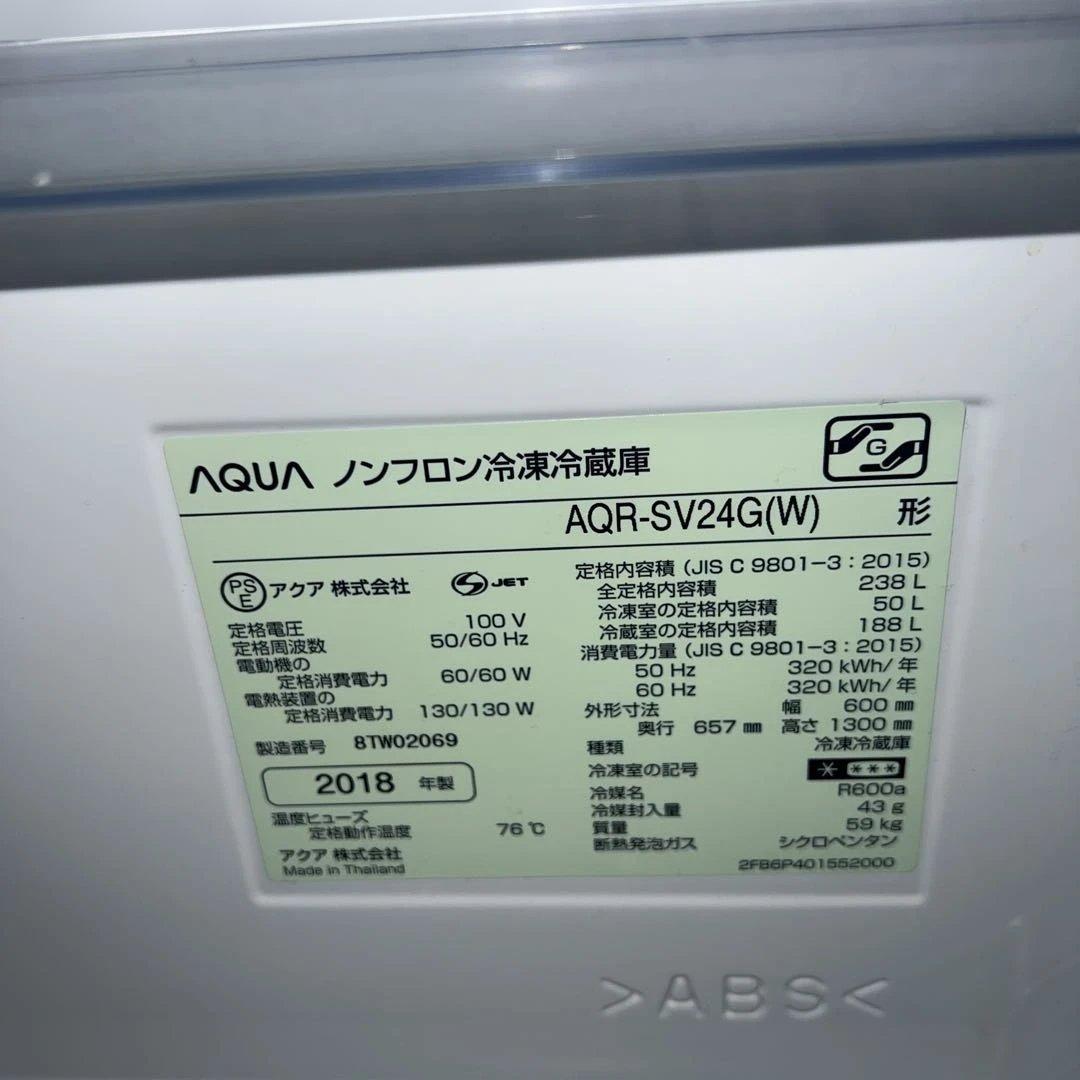 AQUA ノンフロン冷凍冷蔵庫
G
AQR-SV24G(W) 形
PSE アクア 株式会社 S JET
定格電圧 100 V
定格周波数 50/60 Hz
電動機の
定格消費電力 60/60 W
電熱装置の
定格消費電力 130/130 W
製造番号 8TW02069
2018 年製
温度ヒューズ
定格動作温度 76 ℃
アクア 株式会社
Made in Thailand
定格内容積 (JIS C 9801-3:2015)
全定格内容積 238 L
冷凍室の定格内容積 50 L
冷蔵室の定格内容積 188 L
消費電力量 (JIS C 9801-3:2015)
50 Hz 320 kWh/年
60 Hz 320 kWh/年
外形寸法 幅 600 ㎜
奥行 657 ㎜ 高さ 1300 ㎜
種類 冷凍冷蔵庫
冷凍室の記号 * ***
冷媒名 R600a
冷媒封入量 43 g
質量 59 kg
断熱発泡ガス シクロペンタン
2FB6P401552000
>ABS<